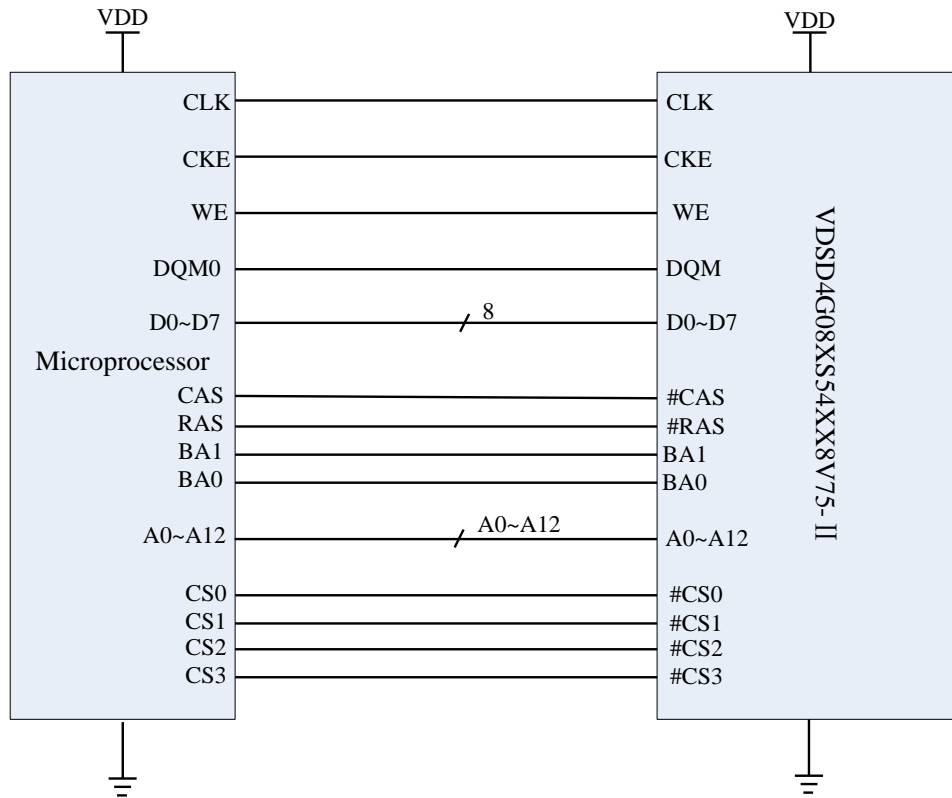 VDD VDD
CLK CLK
CKE CKE
WE WE
DQM0 DQM
D0~D7 8 D0~D7
Microprocessor
CAS #CAS
RAS #RAS
BA1 BA1
BA0 BA0
A0~A12 A0~A12 A0~A12
CS0 #CS0
CS1 #CS1
CS2 #CS2
CS3 #CS3
VDSD4G08XS54XX8V75-II